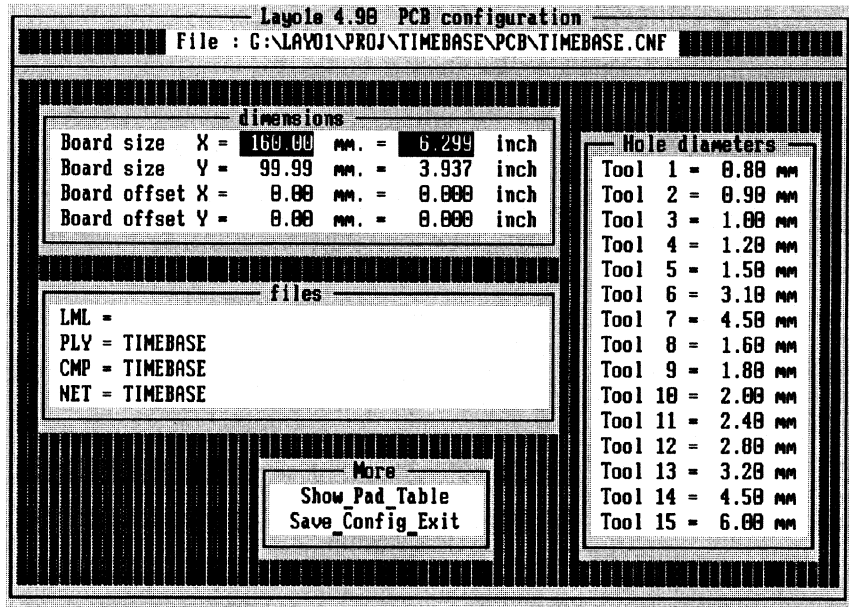 Layo1e 4.90 PCB configuration
File : G:\LAYO1\PROJ\TIMEBASE\PCB\TIMEBASE.CNF
dimensions
Board size X = 160.00 mm. = 6.299 inch
Board size Y = 99.99 mm. = 3.937 inch
Board offset X = 0.00 mm. = 0.000 inch
Board offset Y = 0.00 mm. = 0.000 inch
files
LML =
PLY = TIMEBASE
CMP = TIMEBASE
NET = TIMEBASE
More
Show_Pad_Table
Save_Config_Exit
Hole diameters
Tool 1 = 0.80 mm
Tool 2 = 0.90 mm
Tool 3 = 1.00 mm
Tool 4 = 1.20 mm
Tool 5 = 1.50 mm
Tool 6 = 3.10 mm
Tool 7 = 4.50 mm
Tool 8 = 1.60 mm
Tool 9 = 1.80 mm
Tool 10 = 2.00 mm
Tool 11 = 2.40 mm
Tool 12 = 2.80 mm
Tool 13 = 3.20 mm
Tool 14 = 4.50 mm
Tool 15 = 6.00 mm